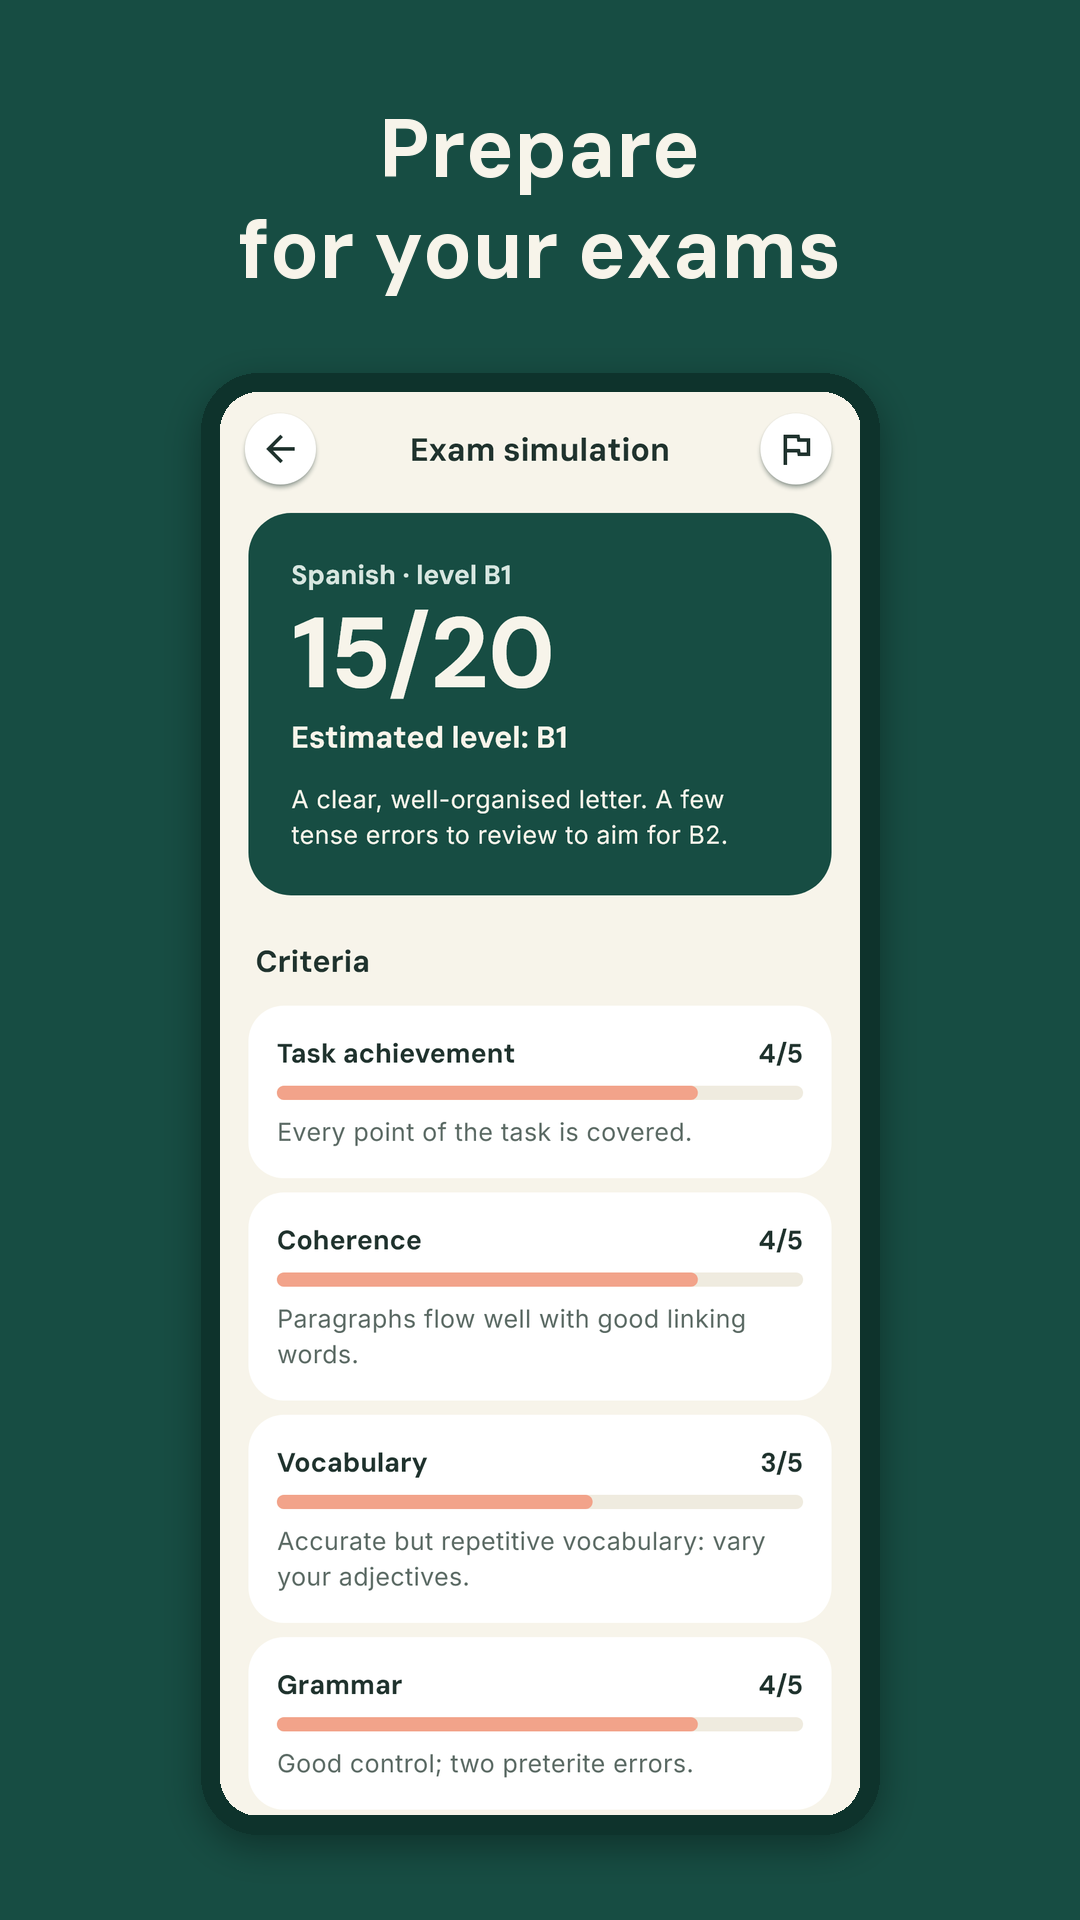 Prepare
for your exams
Exam simulation
Spanish · level B1
15/20
Estimated level: B1
A clear, well-organised letter. A few
tense errors to review to aim for B2.
Criteria
Task achievement 4/5
Every point of the task is covered.
Coherence 4/5
Paragraphs flow well with good linking
words.
Vocabulary 3/5
Accurate but repetitive vocabulary: vary
your adjectives.
Grammar 4/5
Good control; two preterite errors.